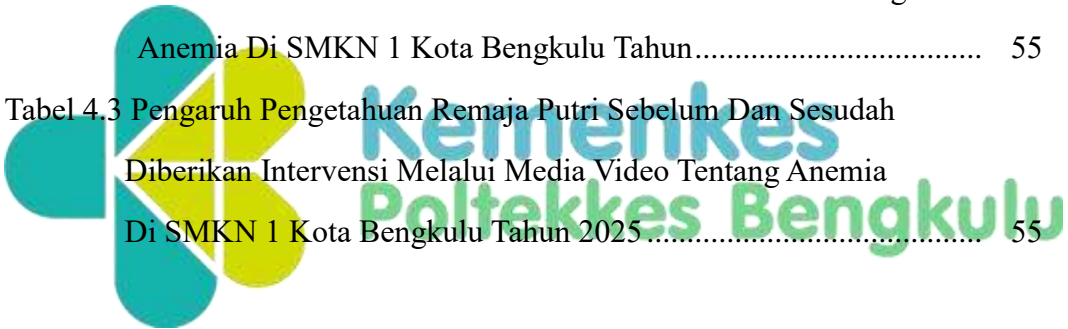 Anemia Di SMKN 1 Kota Bengkulu Tahun.................................. 55
Tabel 4.3 Pengaruh Pengetahuan Remaja Putri Sebelum Dan Sesudah
Kemenkes
Diberikan Intervensi Melalui Media Video Tentang Anemia
Poltekkes Bengkulu
Di SMKN 1 Kota Bengkulu Tahun 2025........................................ 55